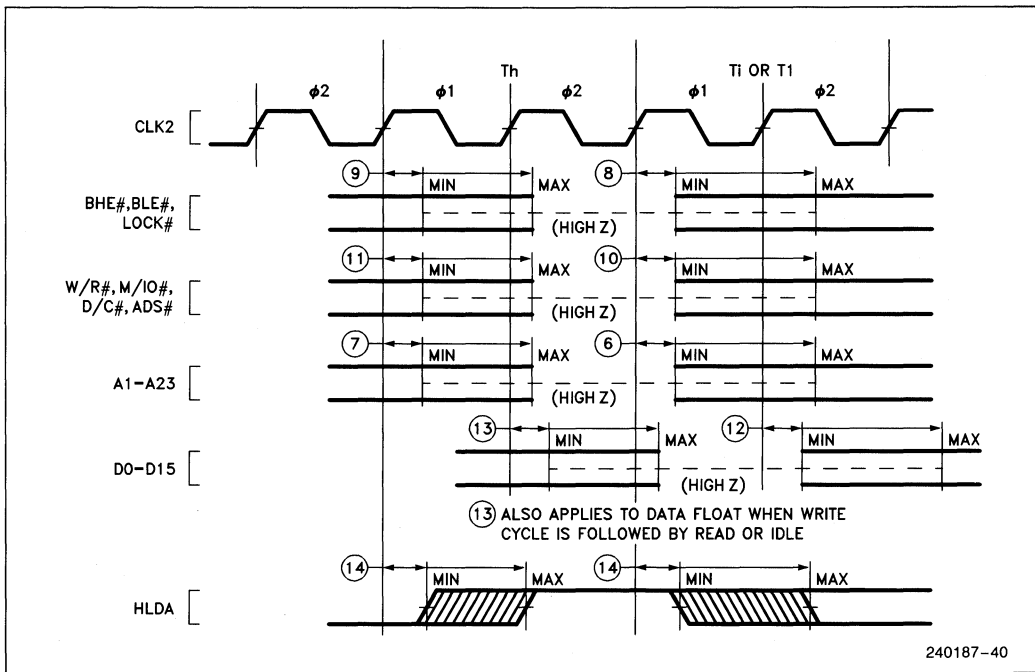 Th Ti OR T1
ϕ2 ϕ1 ϕ2 ϕ1 ϕ2
CLK2
9 MIN MAX 8 MIN MAX
BHE#,BLE#,
LOCK#
(HIGH Z)
11 MIN MAX 10 MIN MAX
W/R#,M/IO#,
D/C#,ADS#
(HIGH Z)
7 MIN MAX 6 MIN MAX
A1-A23
(HIGH Z)
13 MIN MAX 12 MIN MAX
D0-D15
(HIGH Z)
13 ALSO APPLIES TO DATA FLOAT WHEN WRITE
CYCLE IS FOLLOWED BY READ OR IDLE
14 MIN MAX 14 MIN MAX
HLDA
240187-40